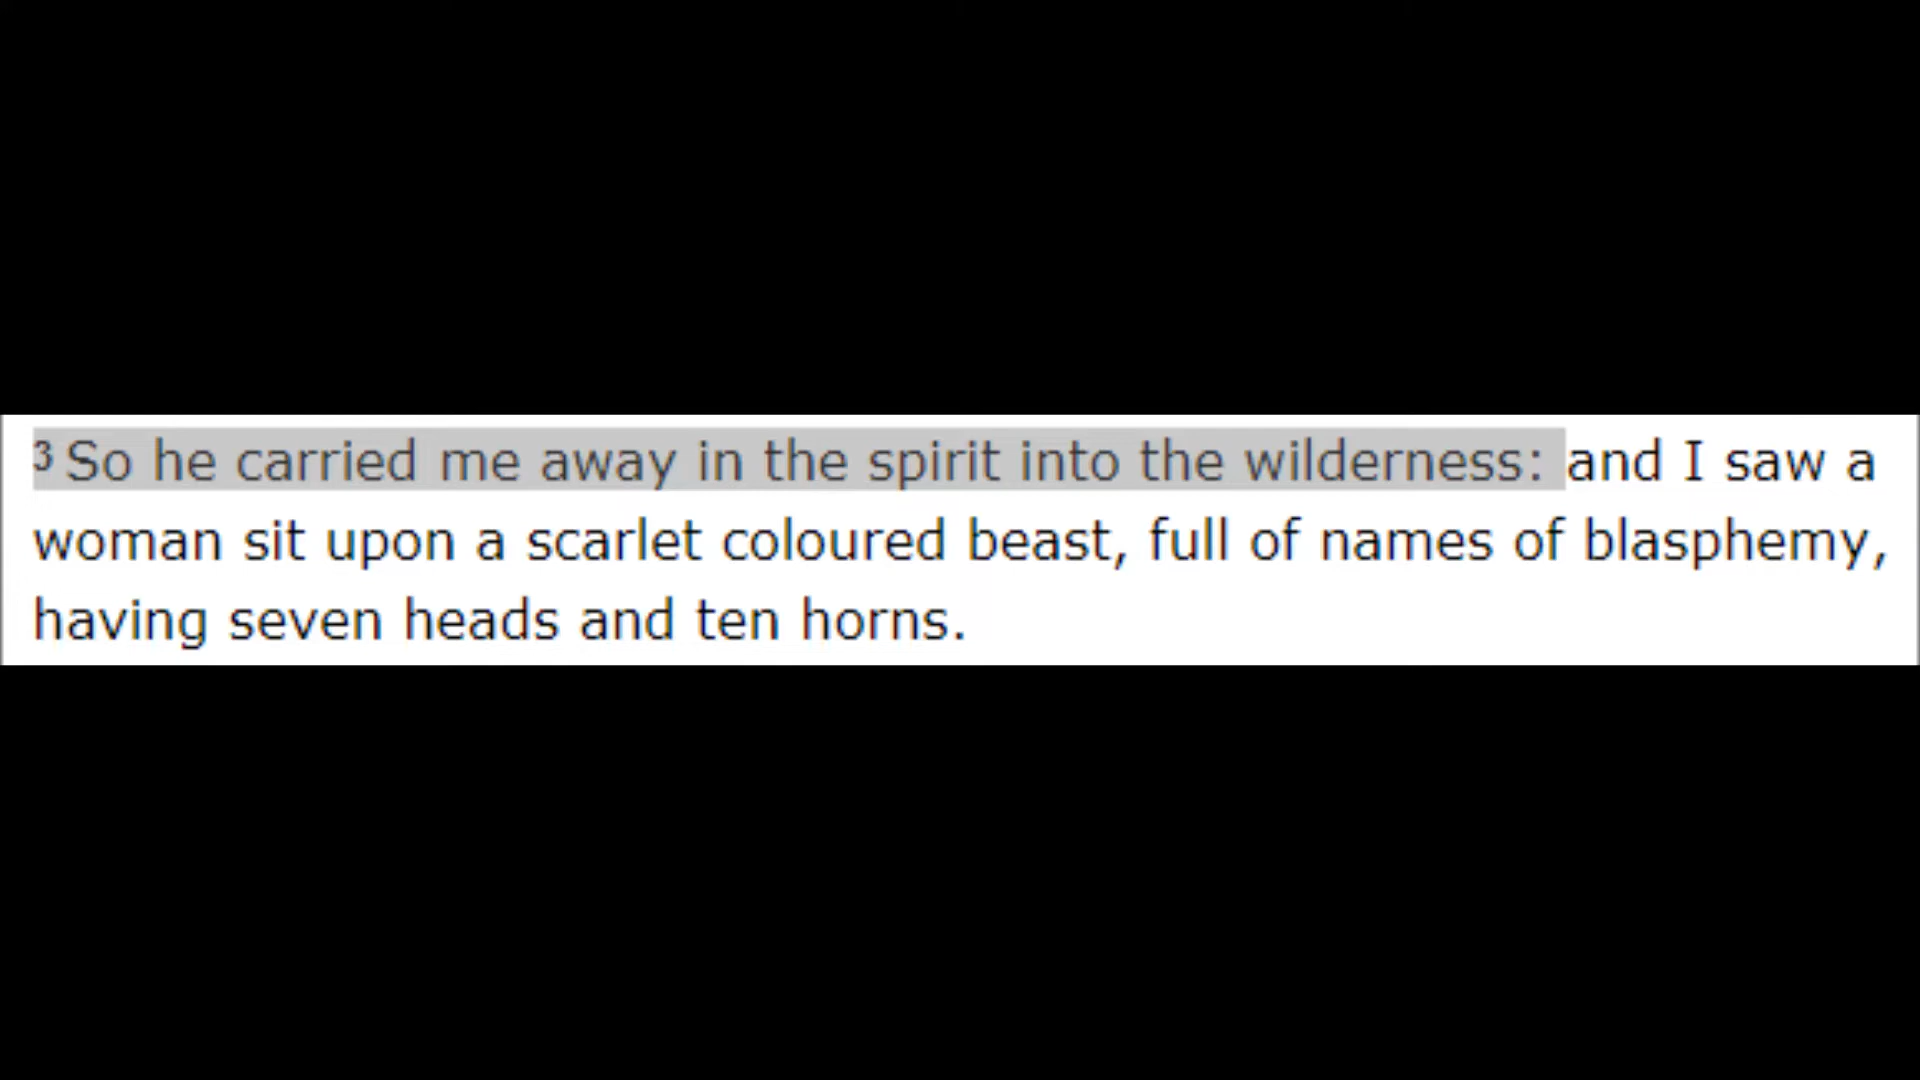 3 So he carried me away in the spirit into the wilderness: and I saw a
woman sit upon a scarlet coloured beast, full of names of blasphemy,
having seven heads and ten horns.